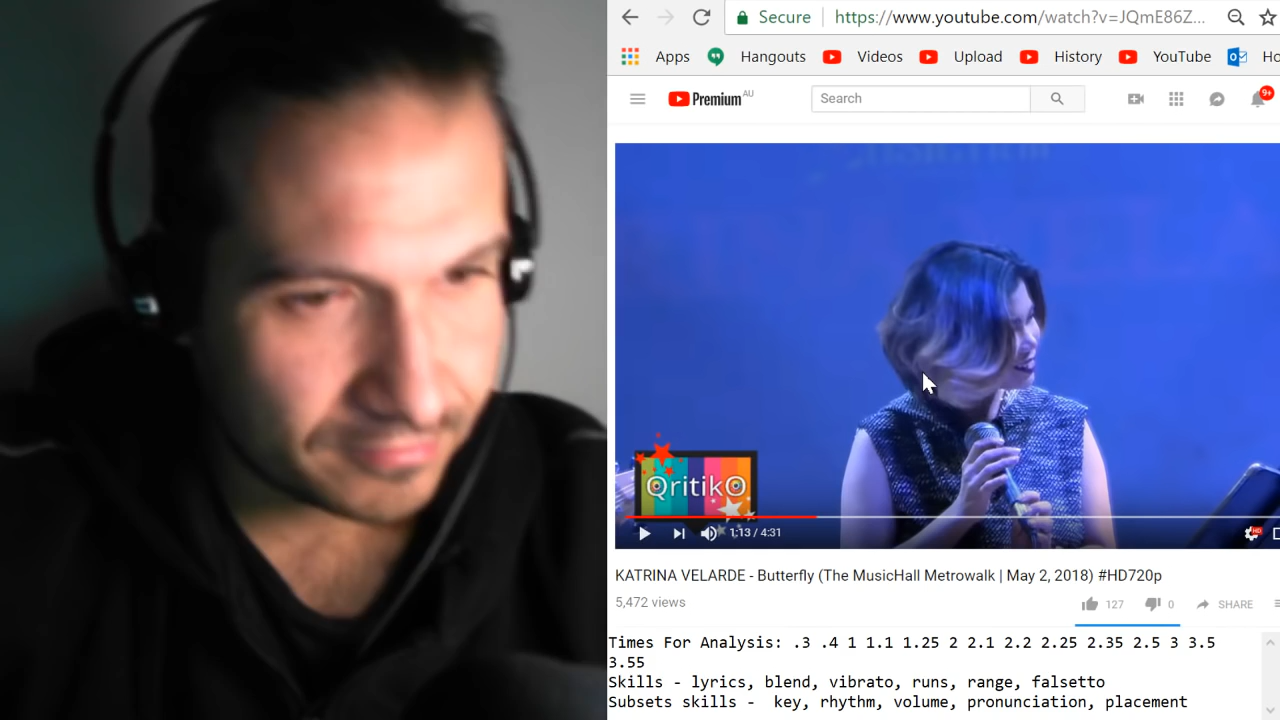 Secure https://www.youtube.com/watch?v=JQmE86Z...
Apps Hangouts Videos Upload History YouTube Ho
Premium AU Search 9+
QritikO
1:13 / 4:31 HD
KATRINA VELARDE - Butterfly (The MusicHall Metrowalk | May 2, 2018) #HD720p
5,472 views 127 0 SHARE
Times For Analysis: .3 .4 1 1.1 1.25 2 2.1 2.2 2.25 2.35 2.5 3 3.5
3.55
Skills - lyrics, blend, vibrato, runs, range, falsetto
Subsets skills - key, rhythm, volume, pronunciation, placement